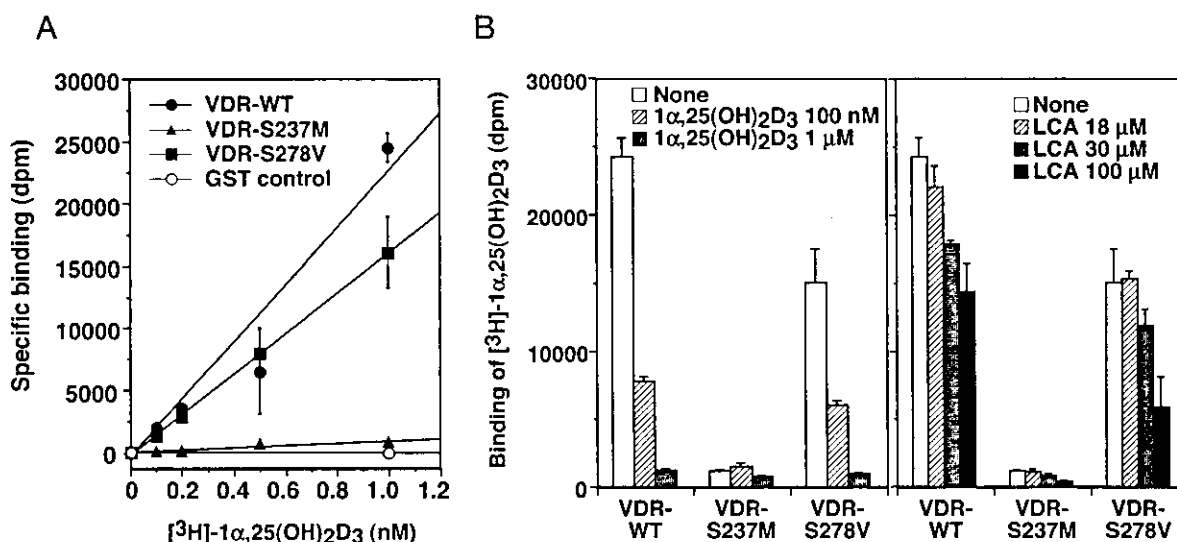 A
Specific binding (dpm)
30000
25000
20000
15000
10000
5000
0
VDR-WT
VDR-S237M
VDR-S278V
GST control
0 0.2 0.4 0.6 0.8 1.0 1.2
[³H]-1α,25(OH)₂D₃ (nM)
B
Binding of [³H]-1α,25(OH)₂D₃ (dpm)
30000
20000
10000
0
None
1α,25(OH)₂D₃ 100 nM
1α,25(OH)₂D₃ 1 μM
VDR-WT
VDR-S237M
VDR-S278V
None
LCA 18 μM
LCA 30 μM
LCA 100 μM
VDR-WT
VDR-S237M
VDR-S278V